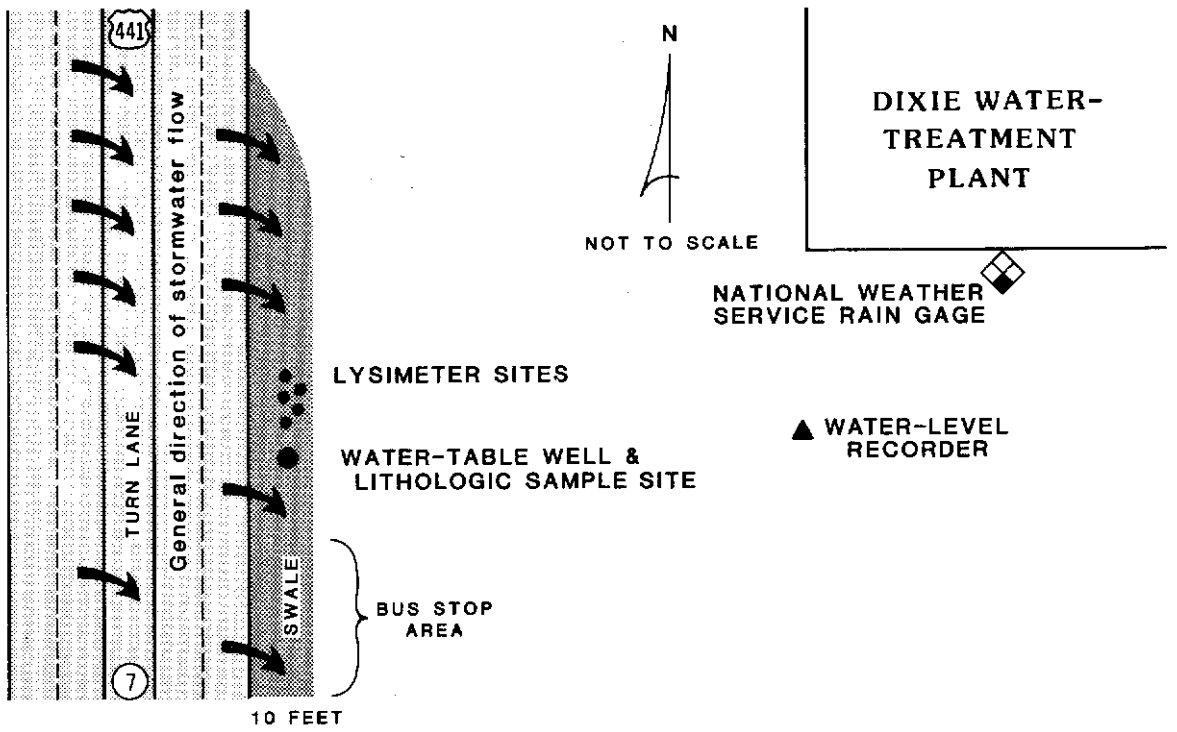 441
General direction of stormwater flow
TURN LANE
7
SWALE
10 FEET
N
NOT TO SCALE
DIXIE WATER-
TREATMENT
PLANT
NATIONAL WEATHER
SERVICE RAIN GAGE
LYSIMETER SITES
WATER-TABLE WELL &
LITHOLOGIC SAMPLE SITE
WATER-LEVEL
RECORDER
BUS STOP
AREA